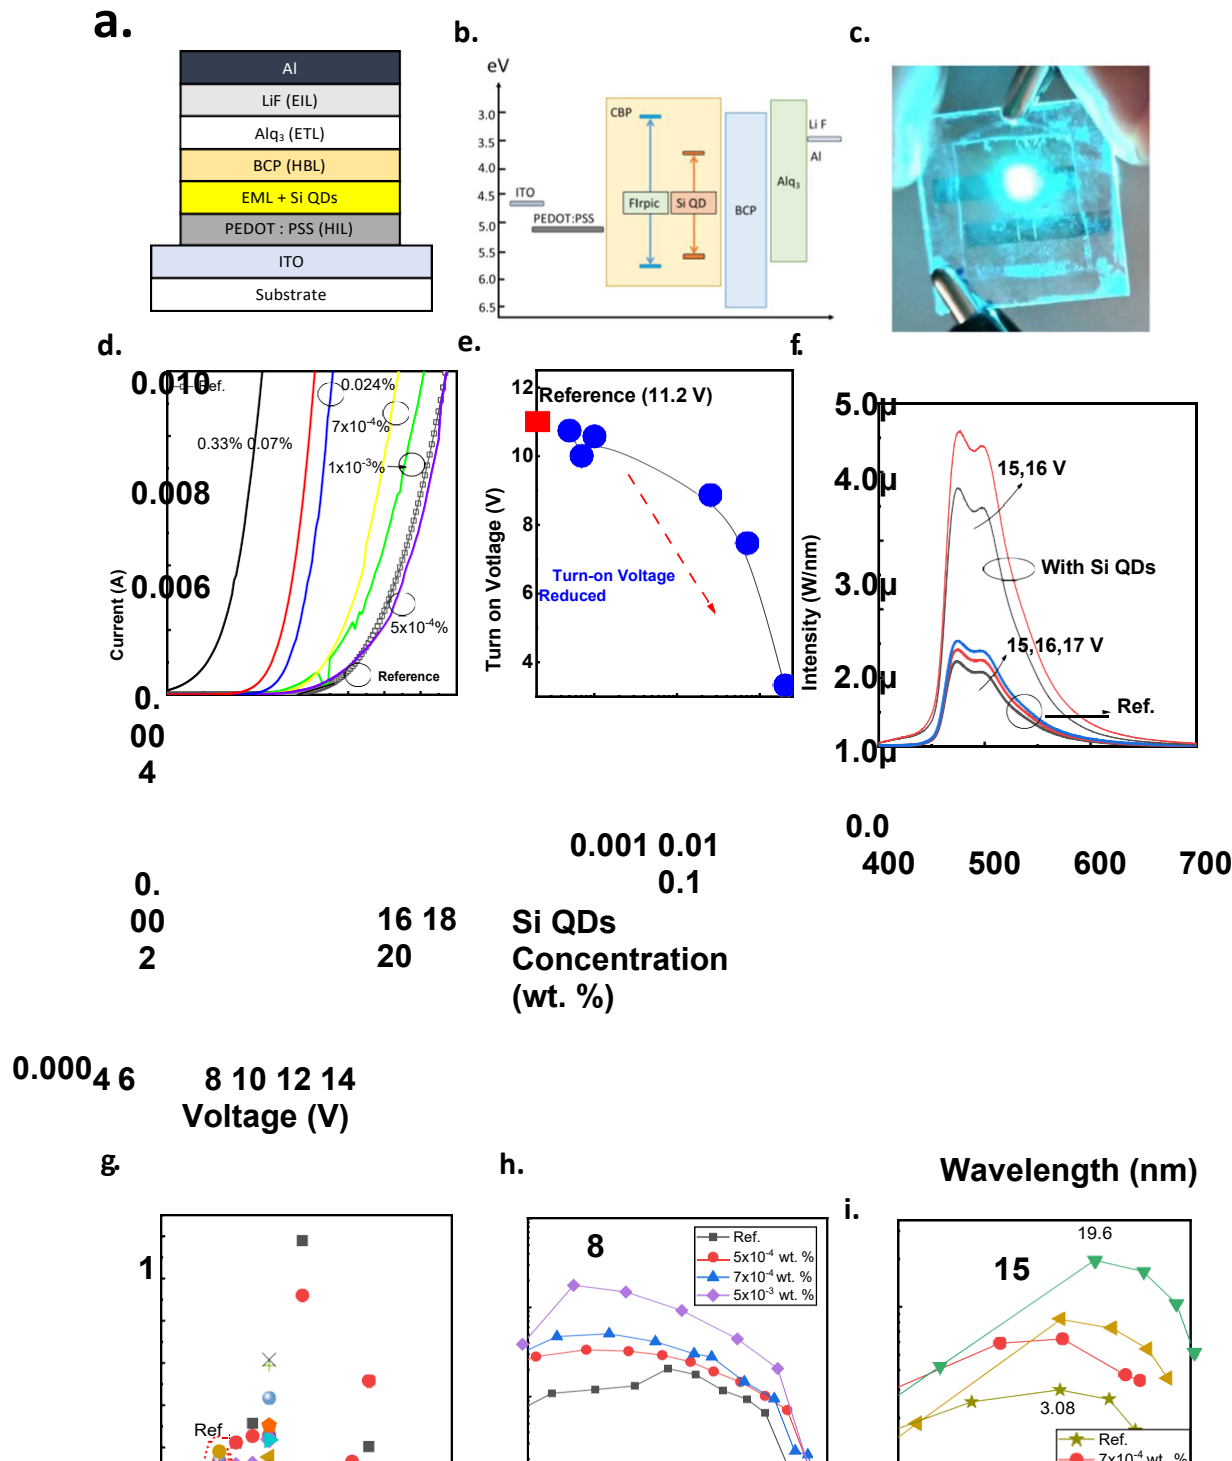 a.
Al
LiF (EIL)
Alq₃ (ETL)
BCP (HBL)
EML + Si QDs
PEDOT : PSS (HIL)
ITO
Substrate
b.
eV
3.0
3.5
4.0
4.5
5.0
5.5
6.0
6.5
ITO
PEDOT:PSS
CBP
FIrpic
Si QD
BCP
Alq₃
Li F
Al
c.
d.
0.010
0.008
0.006
0.
00
4
0.
00
2
0.000
Current (A)
Ref.
0.33% 0.07%
0.024%
7x10⁻⁴%
1x10⁻³%
5x10⁻⁴%
Reference
4 6 8 10 12 14
16 18
20
Voltage (V)
e.
12
10
8
6
4
Turn on Votlage (V)
Reference (11.2 V)
Turn-on Voltage
Reduced
0.001 0.01
0.1
Si QDs
Concentration
(wt. %)
f.
5.0µ
4.0µ
3.0µ
2.0µ
1.0µ
0.0
Intensity (W/nm)
15,16 V
With Si QDs
15,16,17 V
Ref.
400 500 600 700
Wavelength (nm)
g.
1
Ref
h.
8
Ref.
5x10⁻⁴ wt. %
7x10⁻⁴ wt. %
5x10⁻³ wt. %
i.
15
19.6
3.08
Ref.
7x10⁻⁴ wt. %